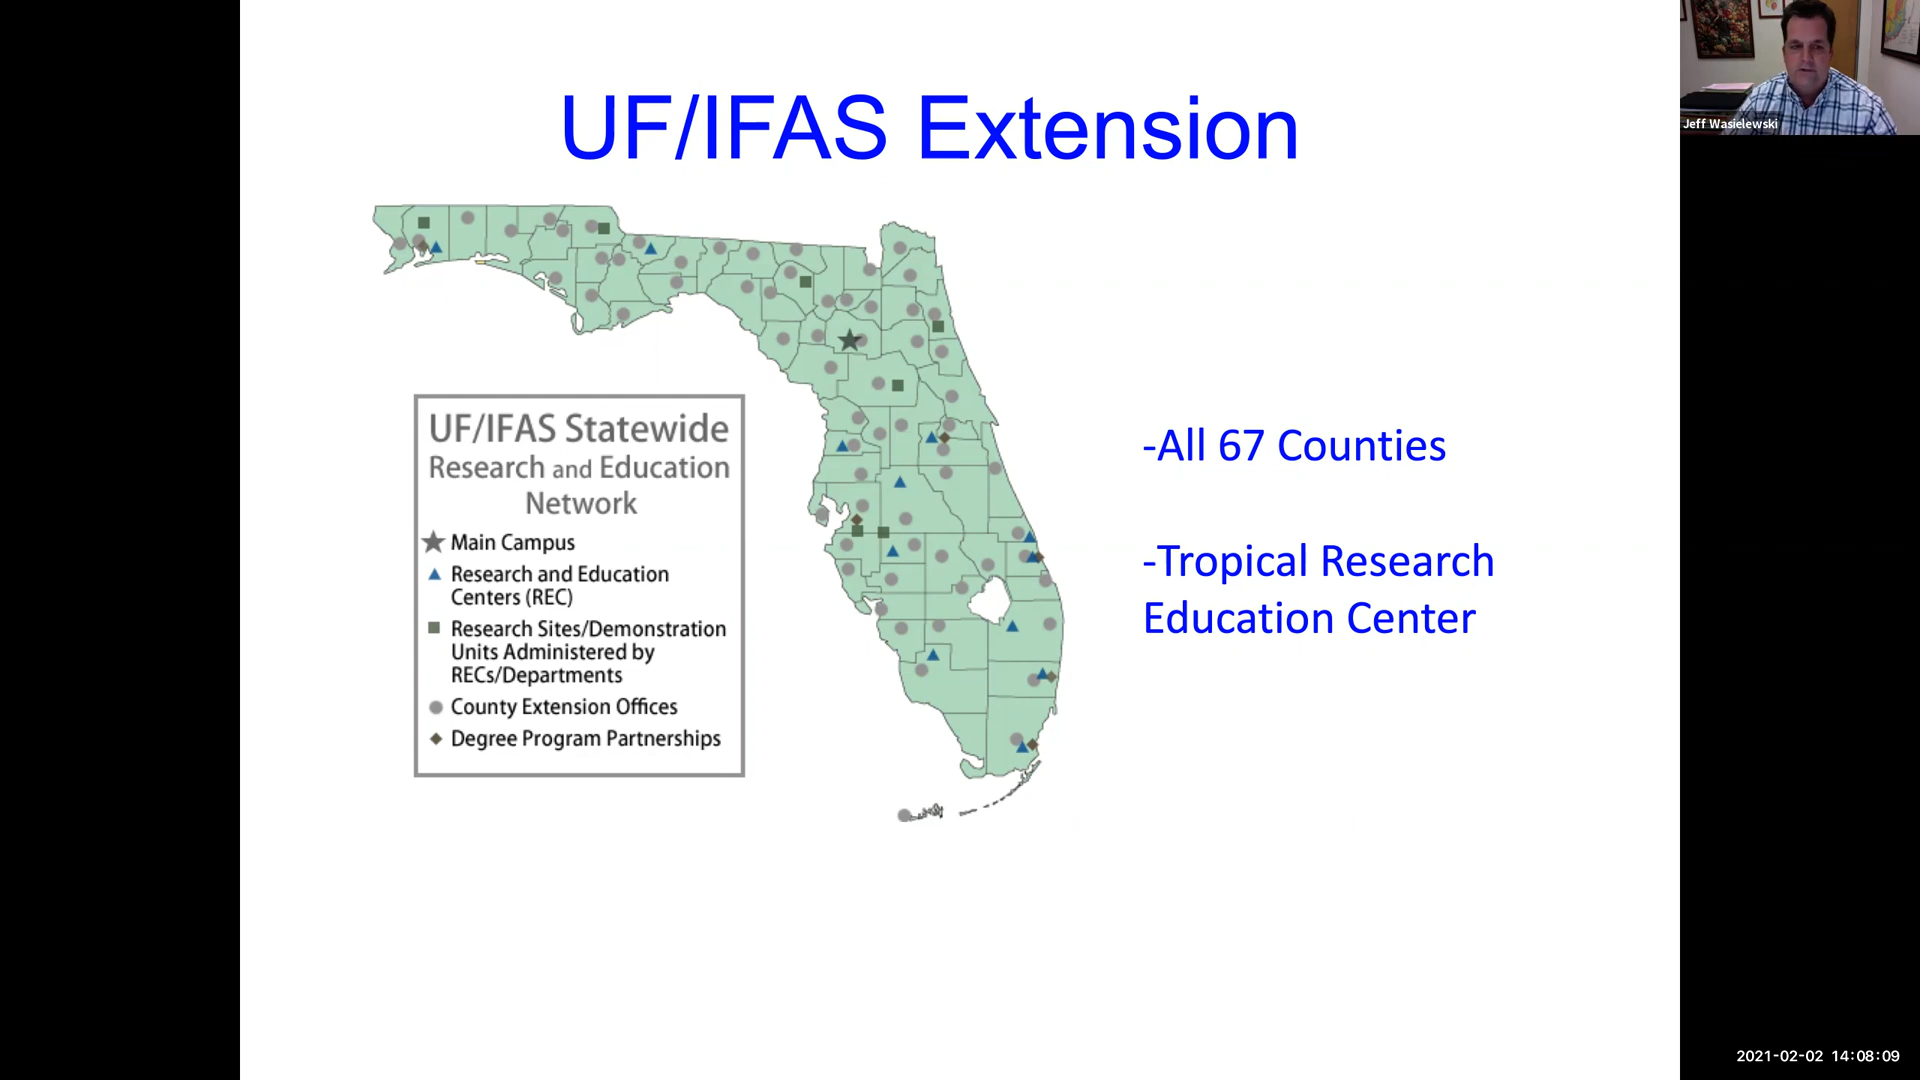 UF/IFAS Extension
Jeff Wasielewski
UF/IFAS Statewide
Research and Education
Network
Main Campus
Research and Education
Centers (REC)
Research Sites/Demonstration
Units Administered by
RECs/Departments
County Extension Offices
Degree Program Partnerships
-All 67 Counties
-Tropical Research
Education Center
2021-02-02 14:08:09